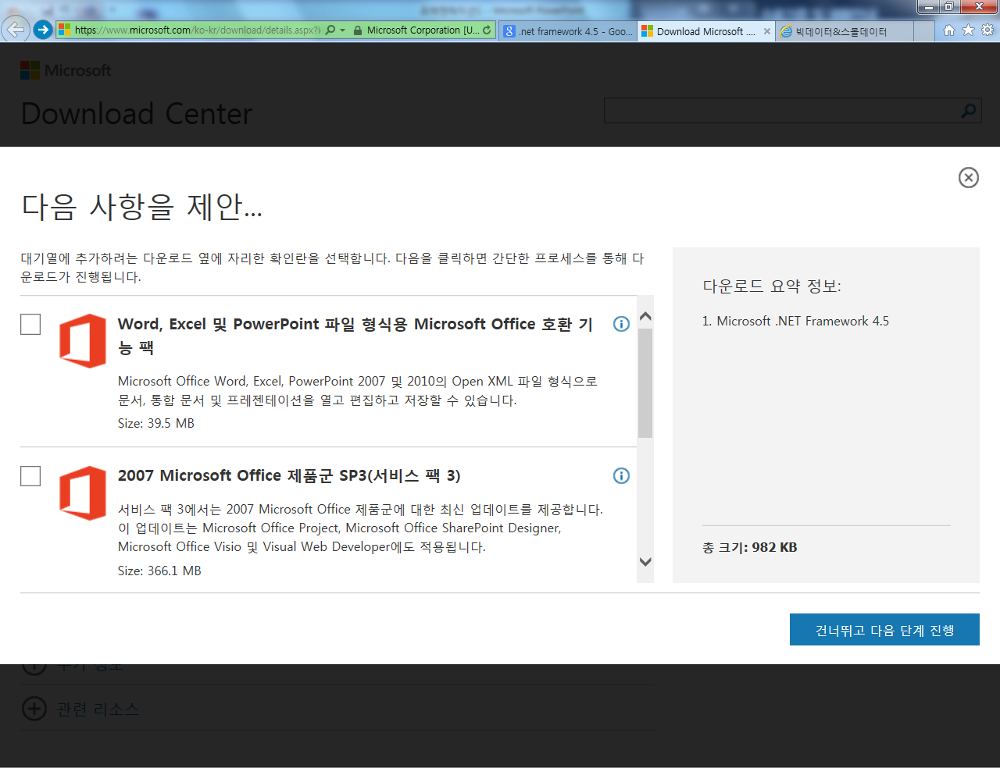 https://www.microsoft.com/ko-kr/download/details.aspx?i
Microsoft Corporation [U...
.net framework 4.5 - Goo...
Download Microsoft ....
빅데이터&스몰데이터
Microsoft
Download Center
다음 사항을 제안...
대기열에 추가하려는 다운로드 옆에 자리한 확인란을 선택합니다. 다음을 클릭하면 간단한 프로세스를 통해 다
운로드가 진행됩니다.
Word, Excel 및 PowerPoint 파일 형식용 Microsoft Office 호환 기
능 팩
Microsoft Office Word, Excel, PowerPoint 2007 및 2010의 Open XML 파일 형식으로
문서, 통합 문서 및 프레젠테이션을 열고 편집하고 저장할 수 있습니다.
Size: 39.5 MB
2007 Microsoft Office 제품군 SP3(서비스 팩 3)
서비스 팩 3에서는 2007 Microsoft Office 제품군에 대한 최신 업데이트를 제공합니다.
이 업데이트는 Microsoft Office Project, Microsoft Office SharePoint Designer,
Microsoft Office Visio 및 Visual Web Developer에도 적용됩니다.
Size: 366.1 MB
다운로드 요약 정보:
1. Microsoft .NET Framework 4.5
총 크기: 982 KB
건너뛰고 다음 단계 진행
추가 정보
관련 리소스